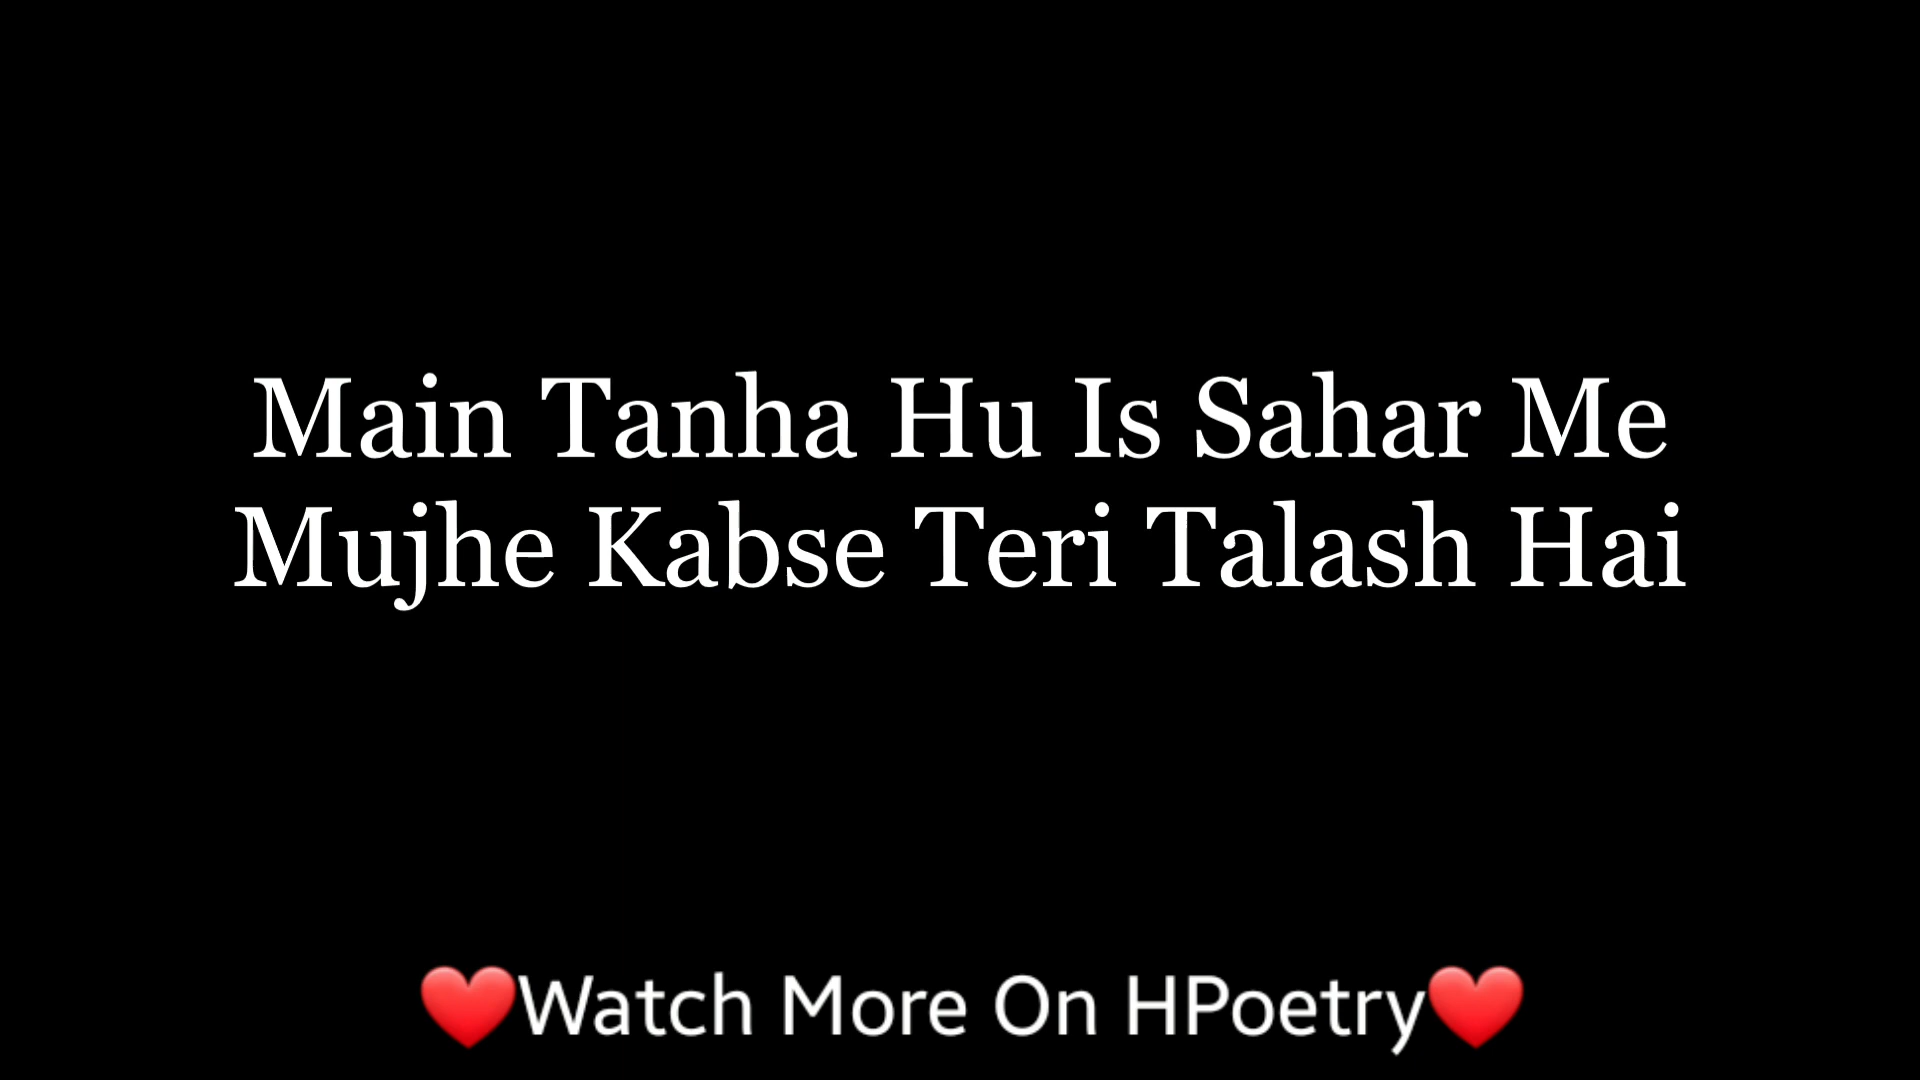 Main Tanha Hu Is Sahar Me
Mujhe Kabse Teri Talash Hai
❤️Watch More On HPoetry❤️